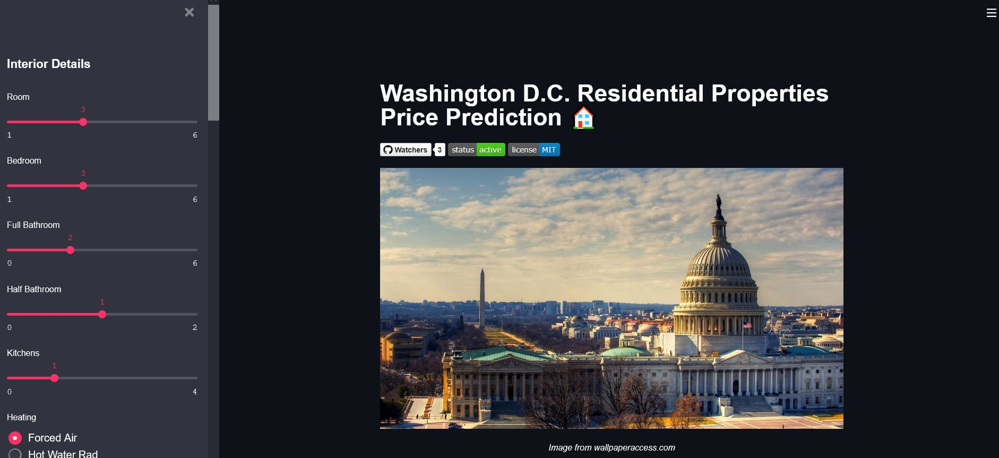 Interior Details
Room
3
1 6
Bedroom
3
1 6
Full Bathroom
2
0 6
Half Bathroom
1
0 2
Kitchens
1
0 4
Heating
Forced Air
Hot Water Rad
Washington D.C. Residential Properties
Price Prediction
Watchers 3 status active license MIT
Image from wallpaperaccess.com